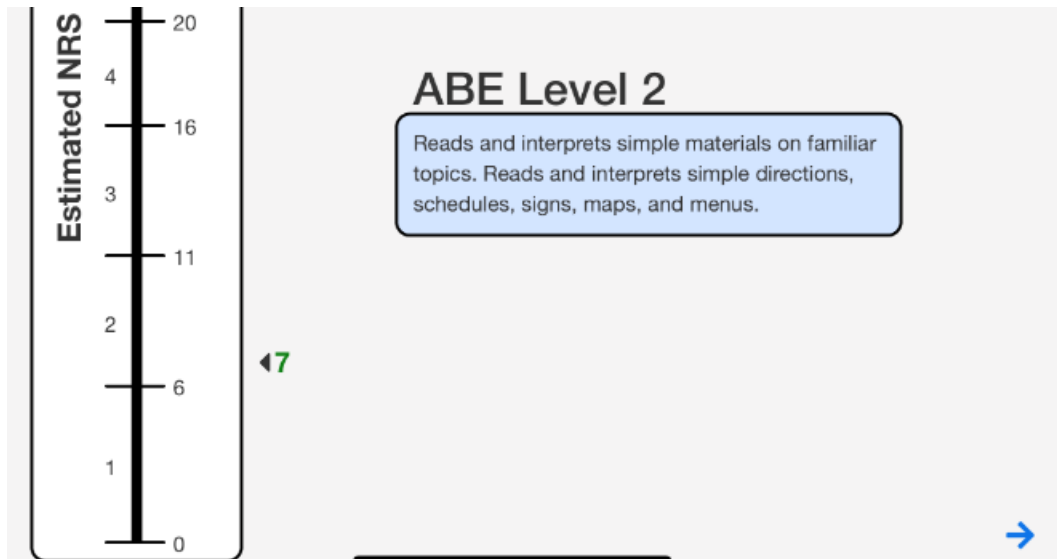 Estimated NRS
20
4
16
3
11
2
6
1
0
7
ABE Level 2
Reads and interprets simple materials on familiar
topics. Reads and interprets simple directions,
schedules, signs, maps, and menus.